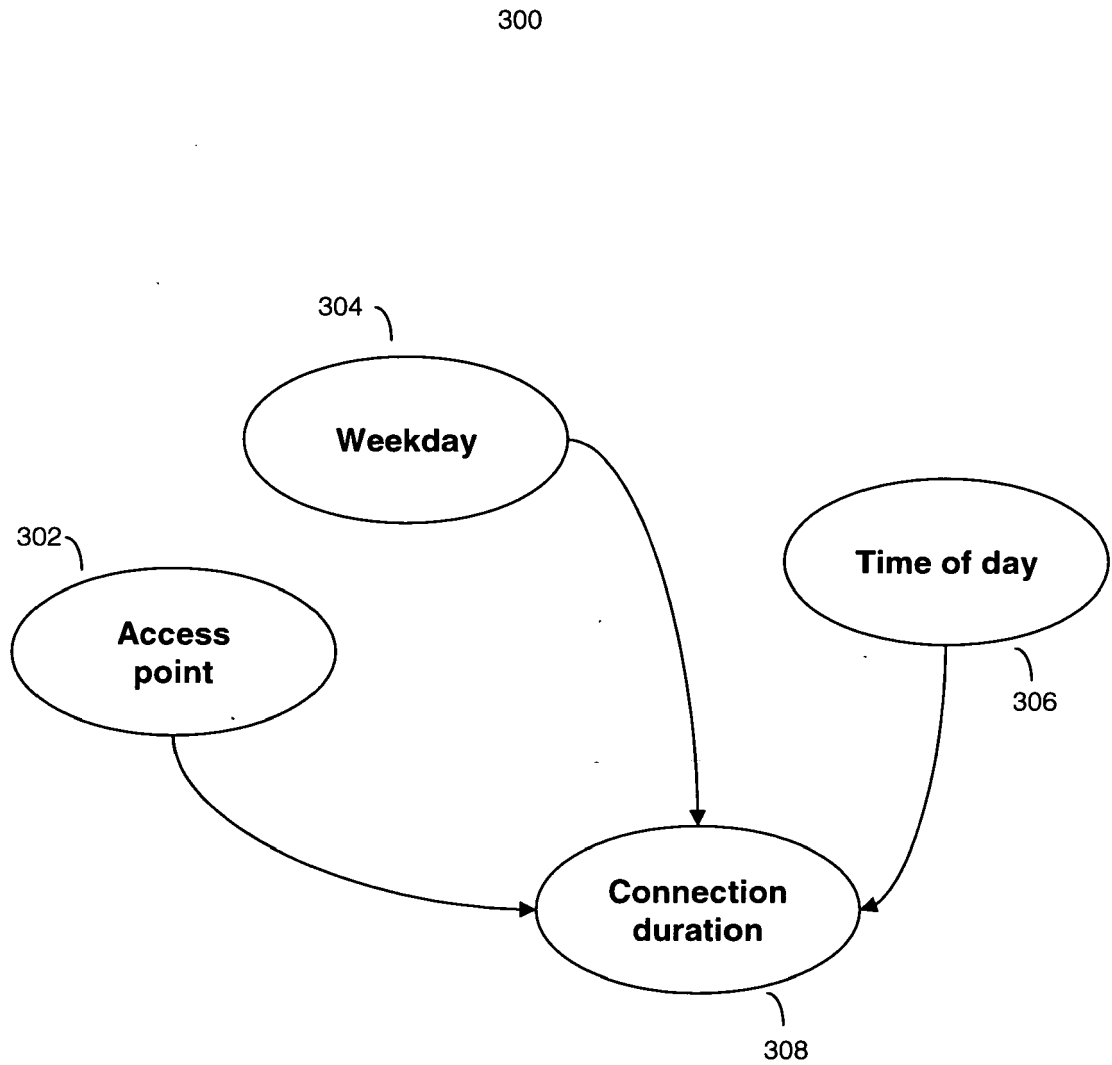 300
304
Weekday
302
Time of day
Access
point
306
Connection
duration
308